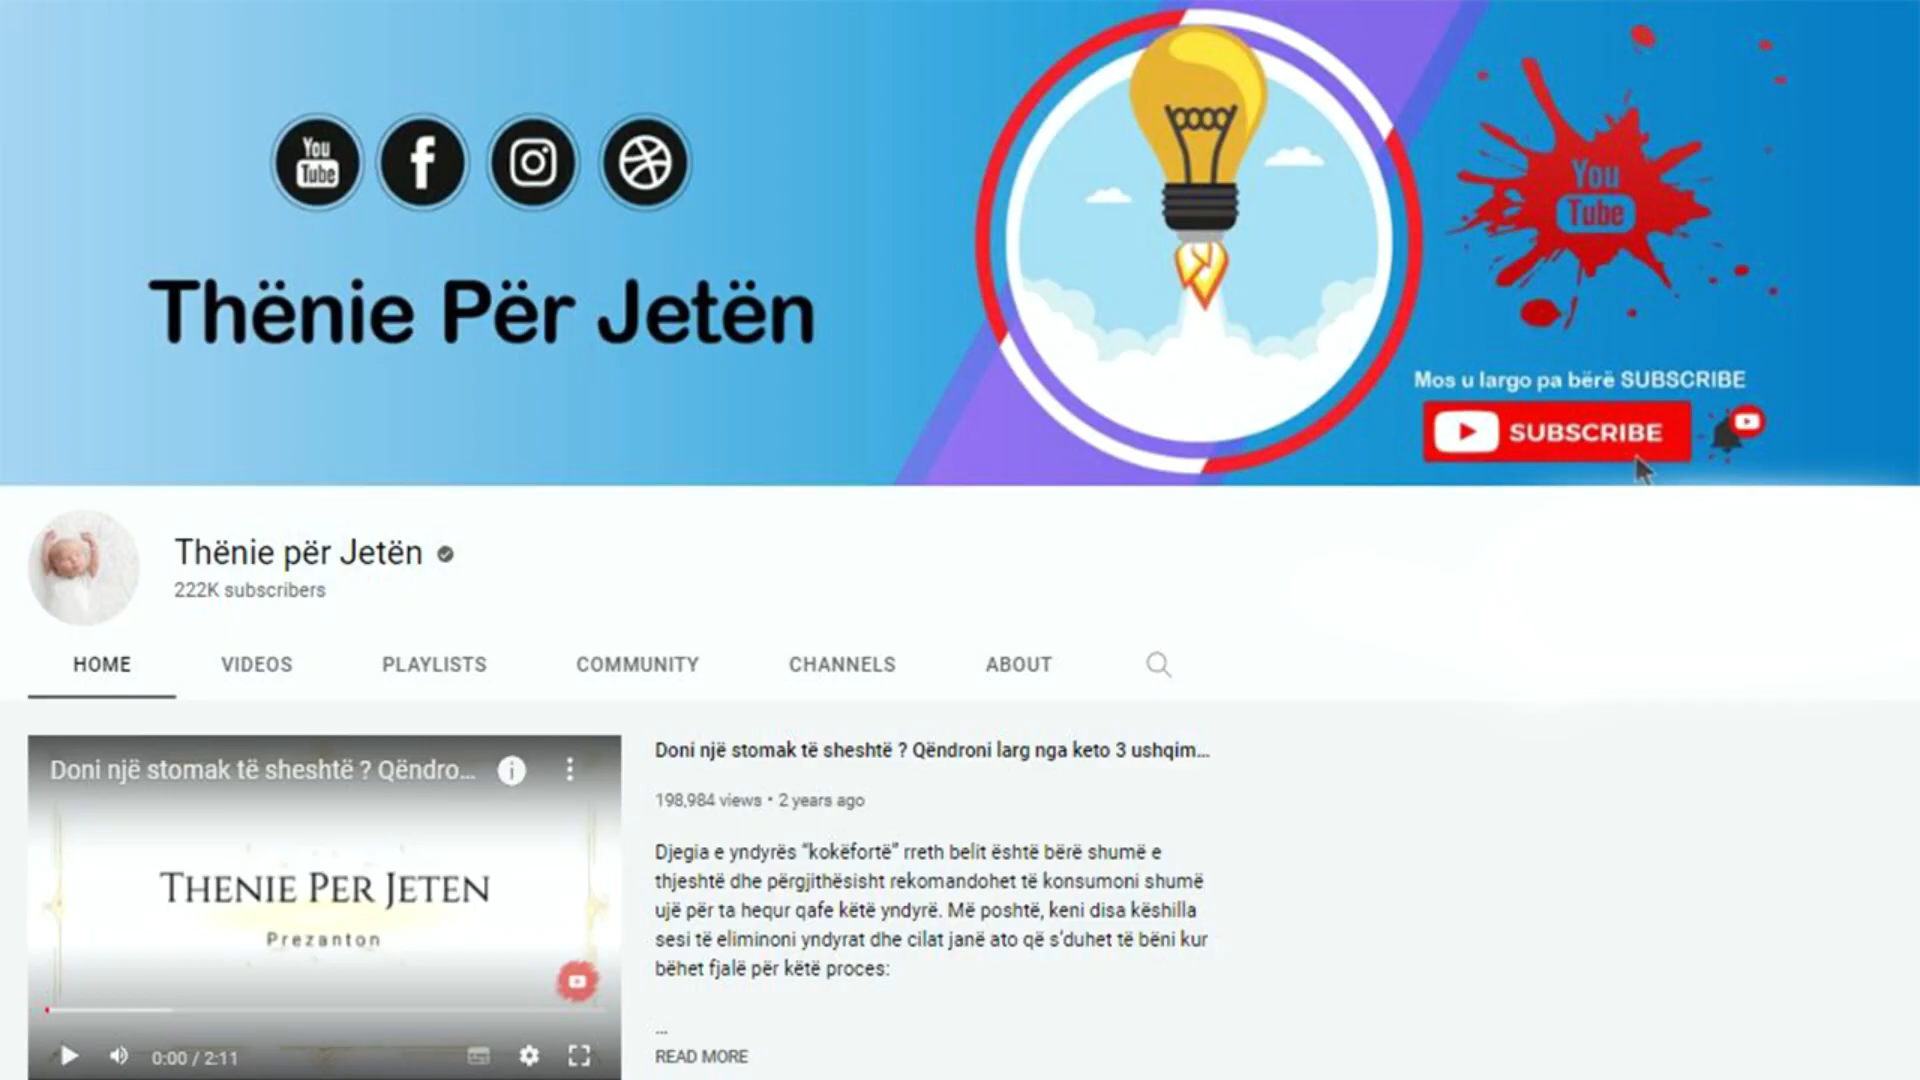 You
Tube
Thënie Për Jetën
You
Tube
Mos u largo pa bërë SUBSCRIBE
SUBSCRIBE
Thënie për Jetën
222K subscribers
HOME VIDEOS PLAYLISTS COMMUNITY CHANNELS ABOUT
Doni një stomak të sheshtë ? Qëndro...
THENIE PER JETEN
Prezanton
0:00 / 2:11
Doni një stomak të sheshtë ? Qëndroni larg nga keto 3 ushqim...
198,984 views • 2 years ago
Djegia e yndyrës “kokëfortë” rreth belit është bërë shumë e
thjeshtë dhe përgjithësisht rekomandohet të konsumoni shumë
ujë për ta hequr qafe këtë yndyrë. Më poshtë, keni disa këshilla
sesi të eliminoni yndyrat dhe cilat janë ato që s'duhet të bëni kur
bëhet fjalë për këtë proces:
...
READ MORE